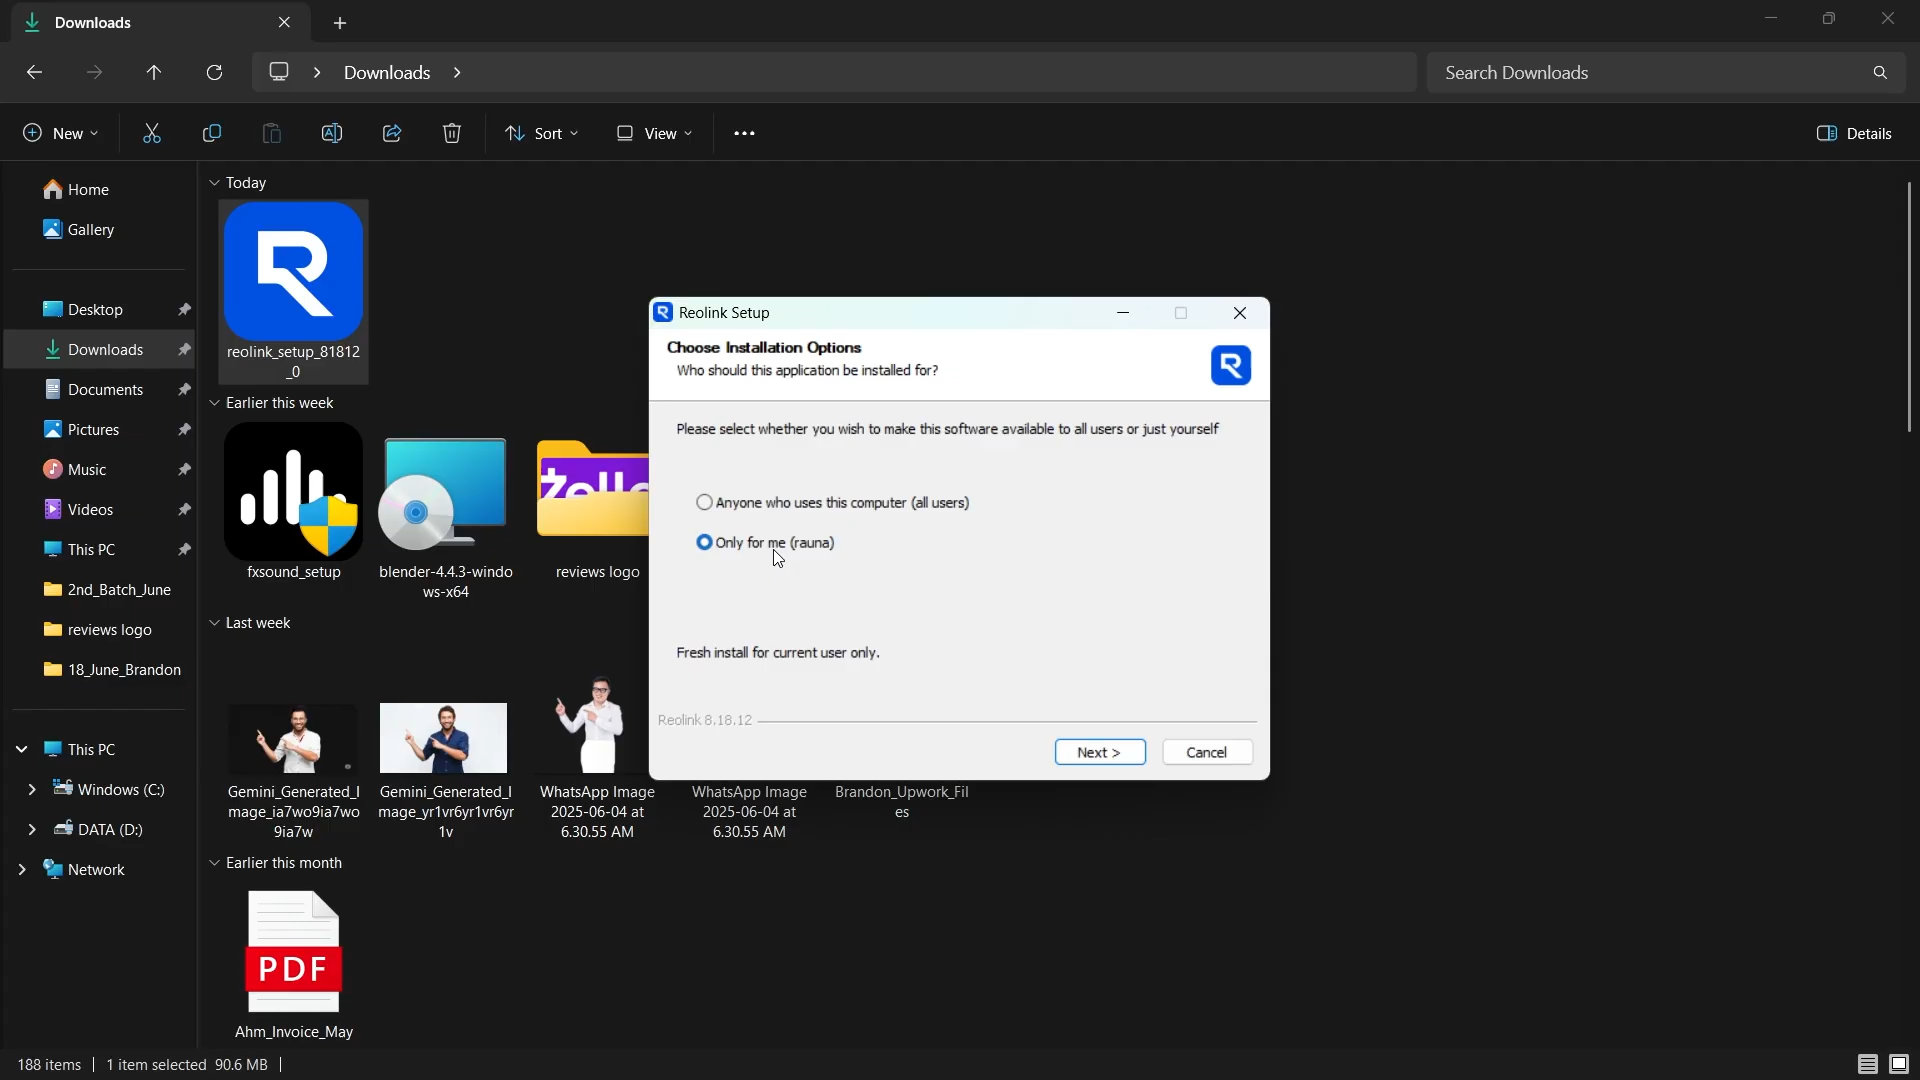 Downloads
Downloads
Search Downloads
New
Sort
View
Details
Home
Gallery
Desktop
Downloads
Documents
Pictures
Music
Videos
This PC
2nd_Batch_June
reviews logo
18_June_Brandon
This PC
Windows (C:)
DATA (D:)
Network
Today
R
reolink_setup_81812
_0
Earlier this week
fxsound_setup
blender-4.4.3-windo
ws-x64
reviews logo
Last week
Gemini_Generated_I
mage_ia7wo9ia7wo
9ia7w
Gemini_Generated_I
mage_yr1vr6yr1vr6yr
1v
WhatsApp Image
2025-06-04 at
6.30.55 AM
WhatsApp Image
2025-06-04 at
6.30.55 AM
Brandon_Upwork_Fil
es
Earlier this month
PDF
Ahm_Invoice_May
R Reolink Setup
Choose Installation Options
Who should this application be installed for?
R
Please select whether you wish to make this software available to all users or just yourself
Anyone who uses this computer (all users)
Only for me (rauna)
Fresh install for current user only.
Reolink 8.18.12
Next >
Cancel
188 items
1 item selected 90.6 MB